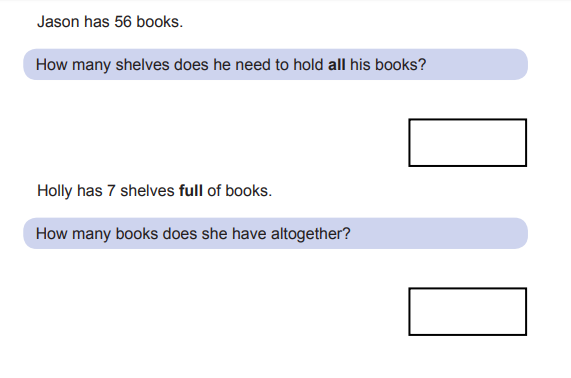 Jason has 56 books.
How many shelves does he need to hold all his books?
Holly has 7 shelves full of books.
How many books does she have altogether?